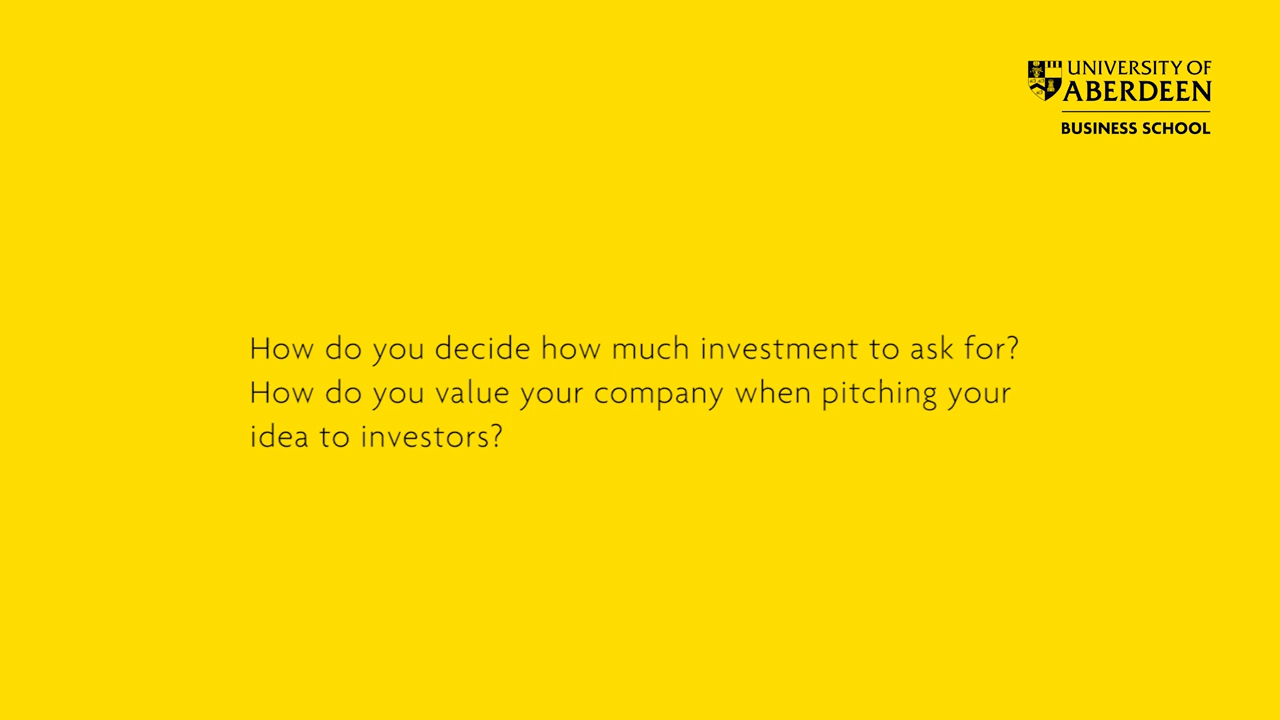 UNIVERSITY OF
ABERDEEN
BUSINESS SCHOOL
How do you decide how much investment to ask for?
How do you value your company when pitching your
idea to investors?